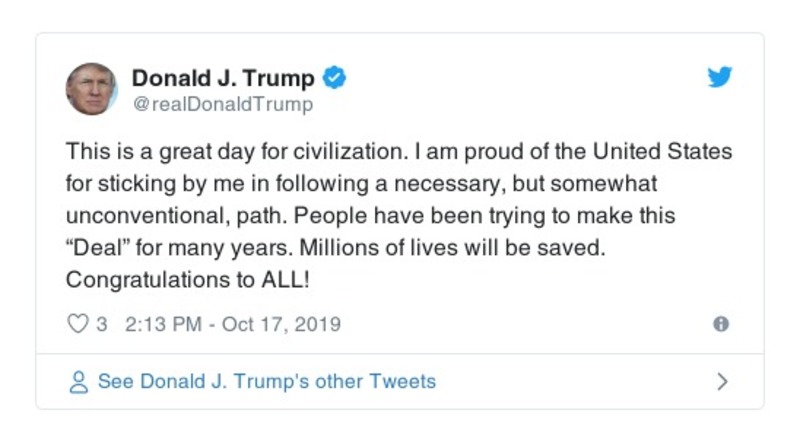 Donald J. Trump
@realDonaldTrump
This is a great day for civilization. I am proud of the United States
for sticking by me in following a necessary, but somewhat
unconventional, path. People have been trying to make this
“Deal” for many years. Millions of lives will be saved.
Congratulations to ALL!
3 2:13 PM - Oct 17, 2019
See Donald J. Trump's other Tweets